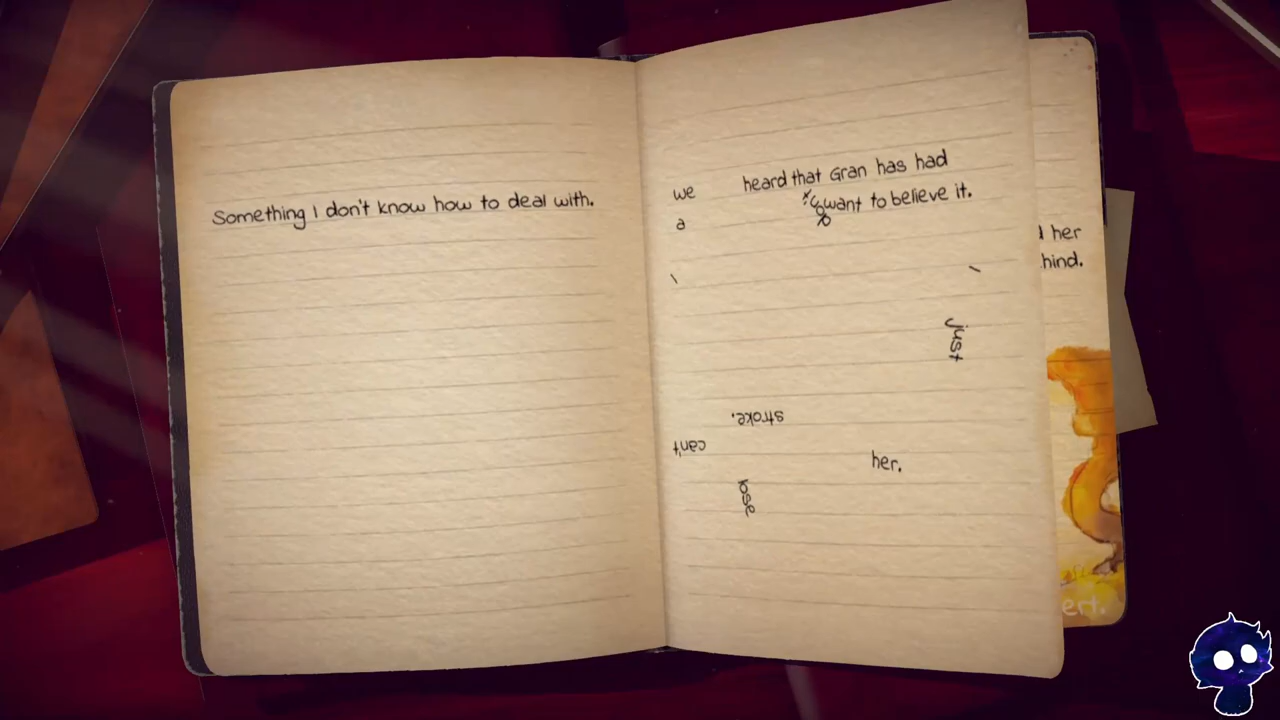 Something I don't know how to deal with.
we heard that Gran has had
a want to believe it.
I I
just
stroke.
can't
her.
lose
d her
hind.
ert.